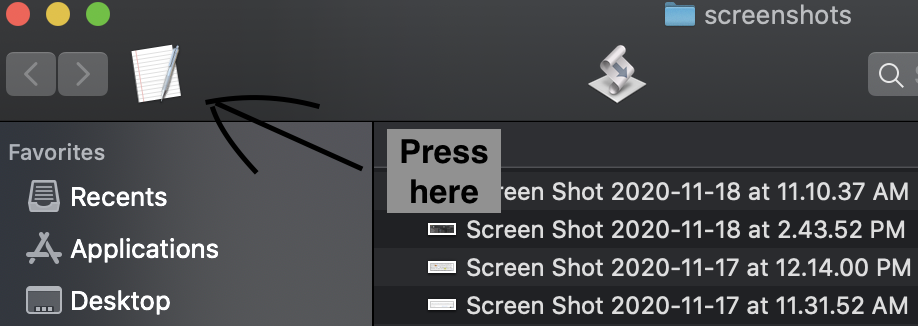 screenshots
Favorites
Recents
Applications
Desktop
Press
here
reen Shot 2020-11-18 at 11.10.37 AM
Screen Shot 2020-11-18 at 2.43.52 PM
Screen Shot 2020-11-17 at 12.14.00 PM
Screen Shot 2020-11-17 at 11.31.52 AM